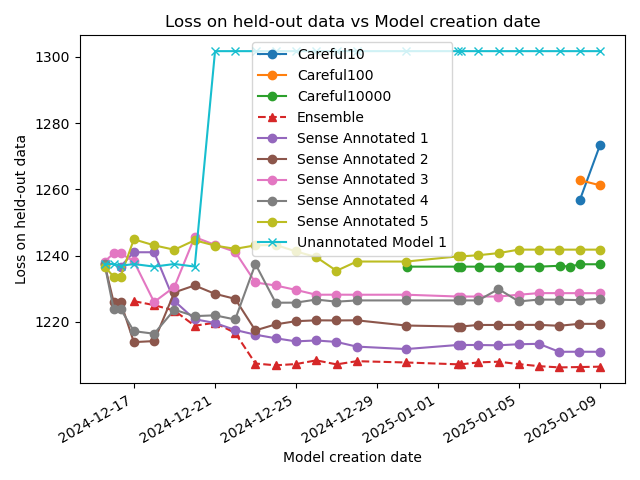 Loss on held-out data vs Model creation date
Loss on held-out data
1300
1280
1260
1240
1220
Careful10
Careful100
Careful10000
Ensemble
Sense Annotated 1
Sense Annotated 2
Sense Annotated 3
Sense Annotated 4
Sense Annotated 5
Unannotated Model 1
2024-12-17
2024-12-21
2024-12-25
2024-12-29
2025-01-01
2025-01-05
2025-01-09
Model creation date